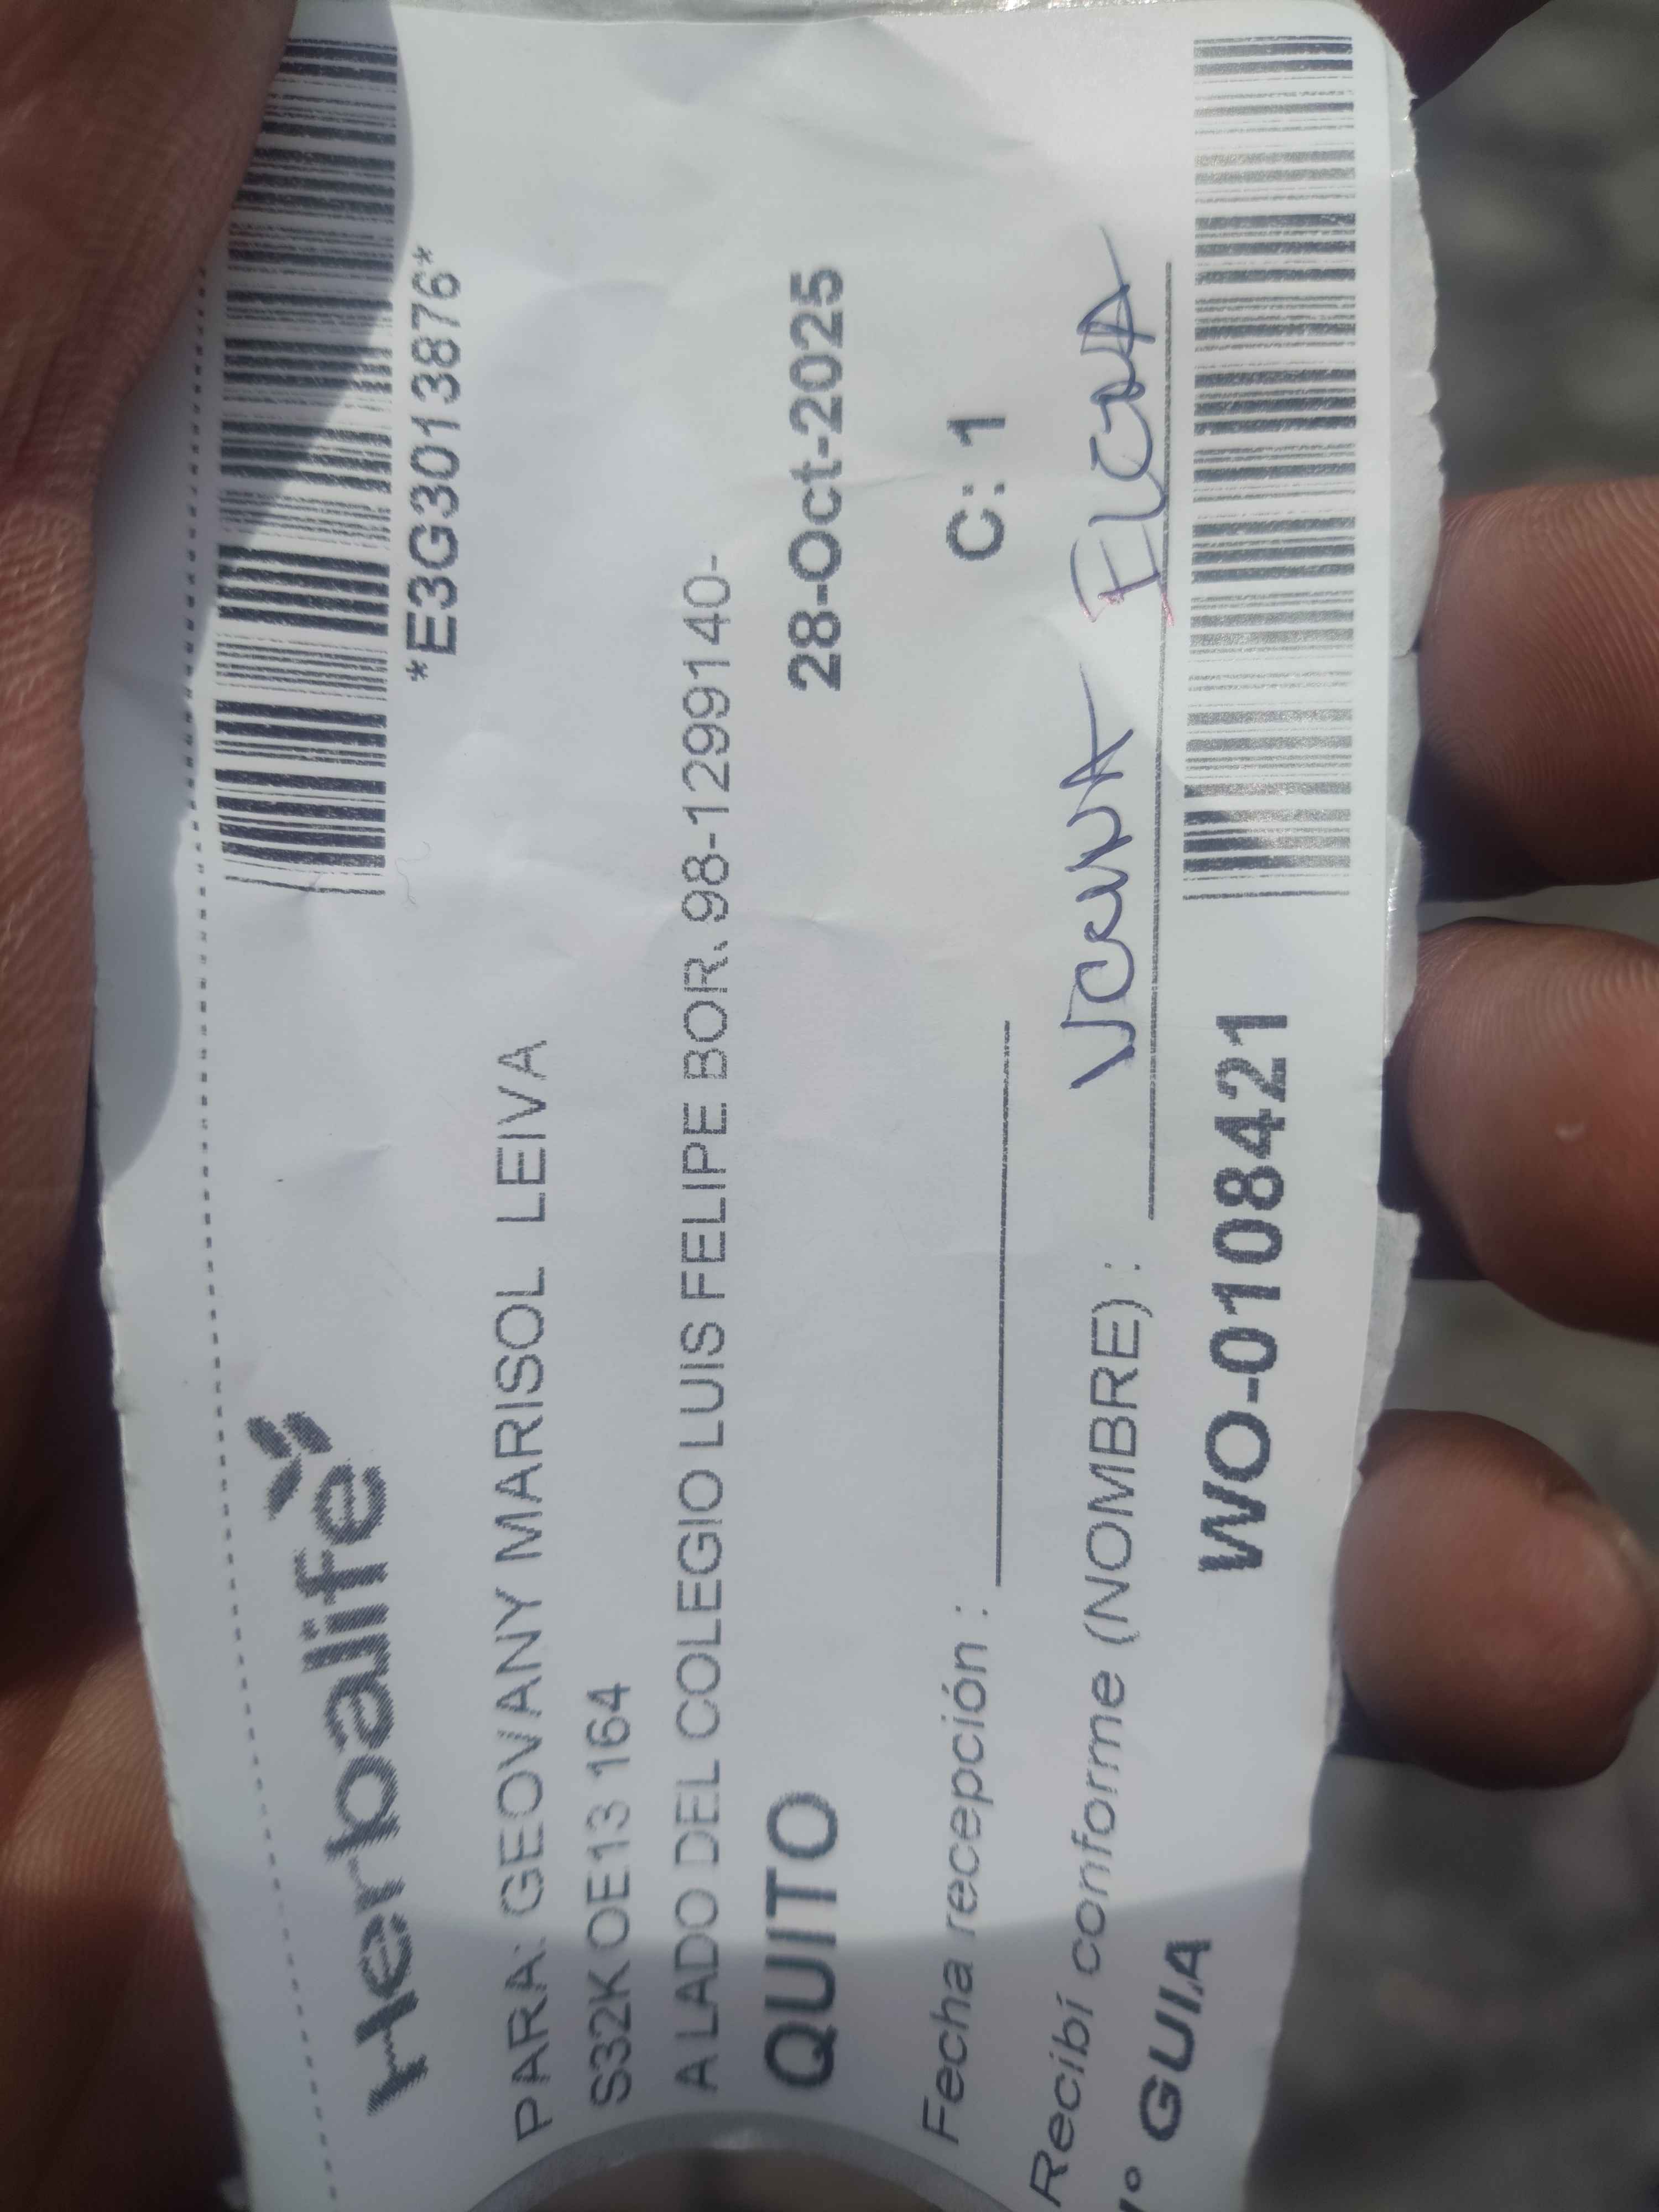 Herbalife
*E3G3013876*
PARA: GEOVANY MARISOL LEIVA
S32K OE13 164
A LADO DEL COLEGIO LUIS FELIPE BOR 98-1299140-
QUITO 28-Oct-2025
Fecha recepción : C: 1
Recibí conforme (NOMBRE) :
GUIA WO-0108421